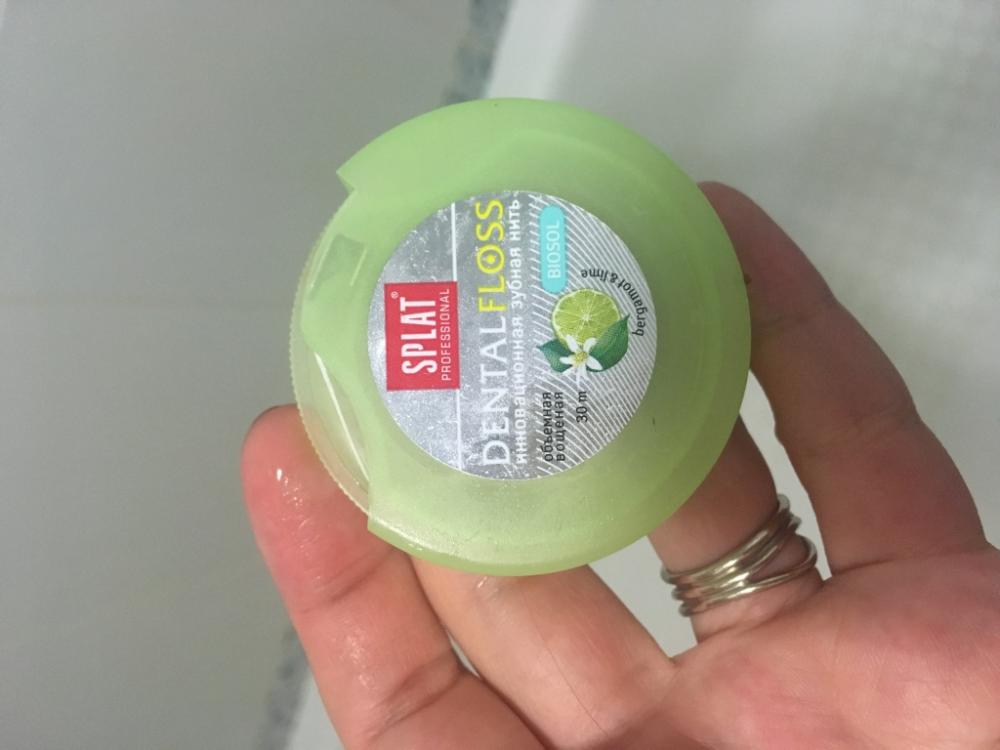 SPLAT®
PROFESSIONAL
DENTALFLOSS
инновационная зубная нить
BIOSOL
объемная
вощеная
30 m
bergamot & lime